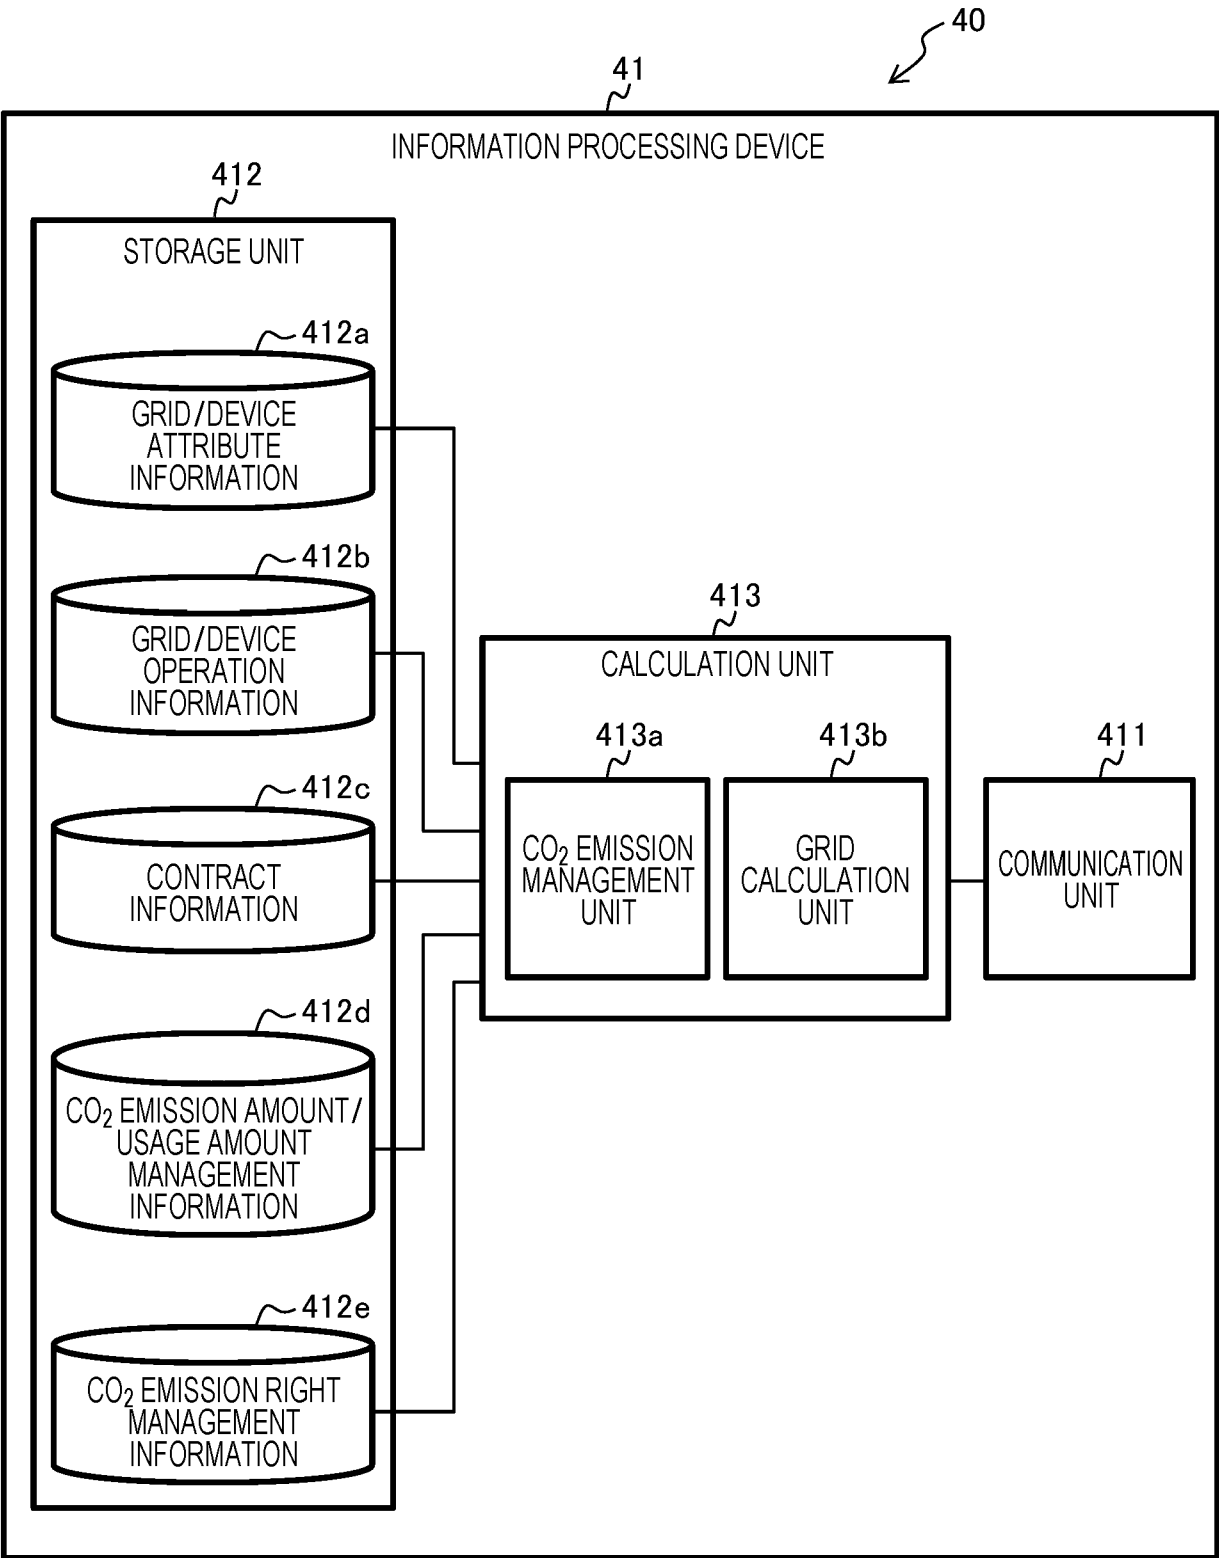 40
41
INFORMATION PROCESSING DEVICE
412
STORAGE UNIT
412a
GRID/DEVICE
ATTRIBUTE
INFORMATION
412b
GRID/DEVICE
OPERATION
INFORMATION
412c
CONTRACT
INFORMATION
412d
CO₂ EMISSION AMOUNT/
USAGE AMOUNT
MANAGEMENT
INFORMATION
412e
CO₂ EMISSION RIGHT
MANAGEMENT
INFORMATION
413
CALCULATION UNIT
413a
CO₂ EMISSION
MANAGEMENT
UNIT
413b
GRID
CALCULATION
UNIT
411
COMMUNICATION
UNIT